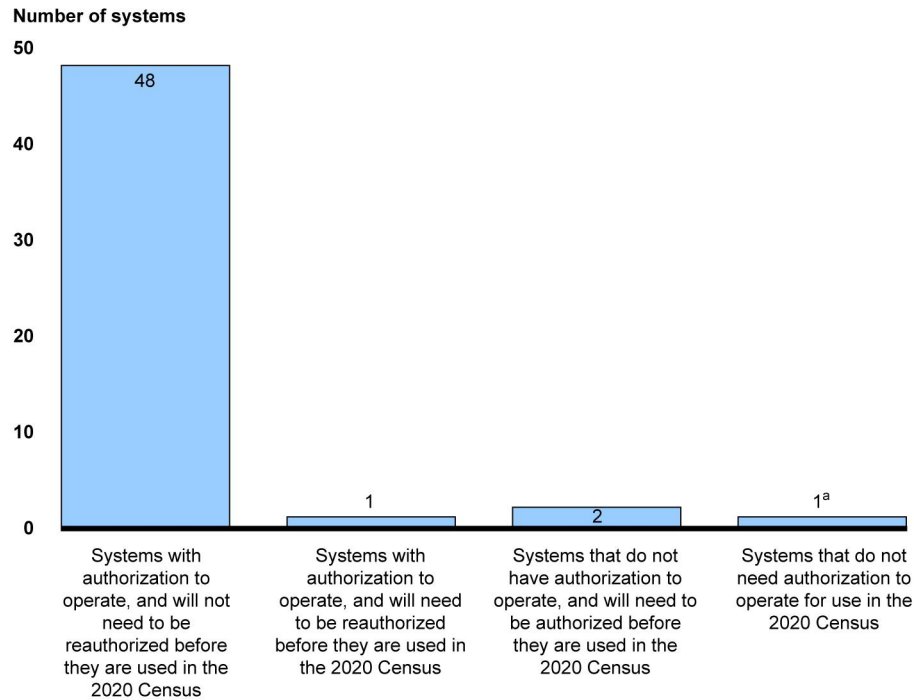 Number of systems
50
48
40
30
20
10
1
2
1ᵃ
0
Systems with
authorization to
operate, and will not
need to be
reauthorized before
they are used in the
2020 Census
Systems with
authorization to
operate, and will need
to be reauthorized
before they are used in
the 2020 Census
Systems that do not
have authorization to
operate, and will need to
be authorized before
they are used in the
2020 Census
Systems that do not
need authorization to
operate for use in the
2020 Census